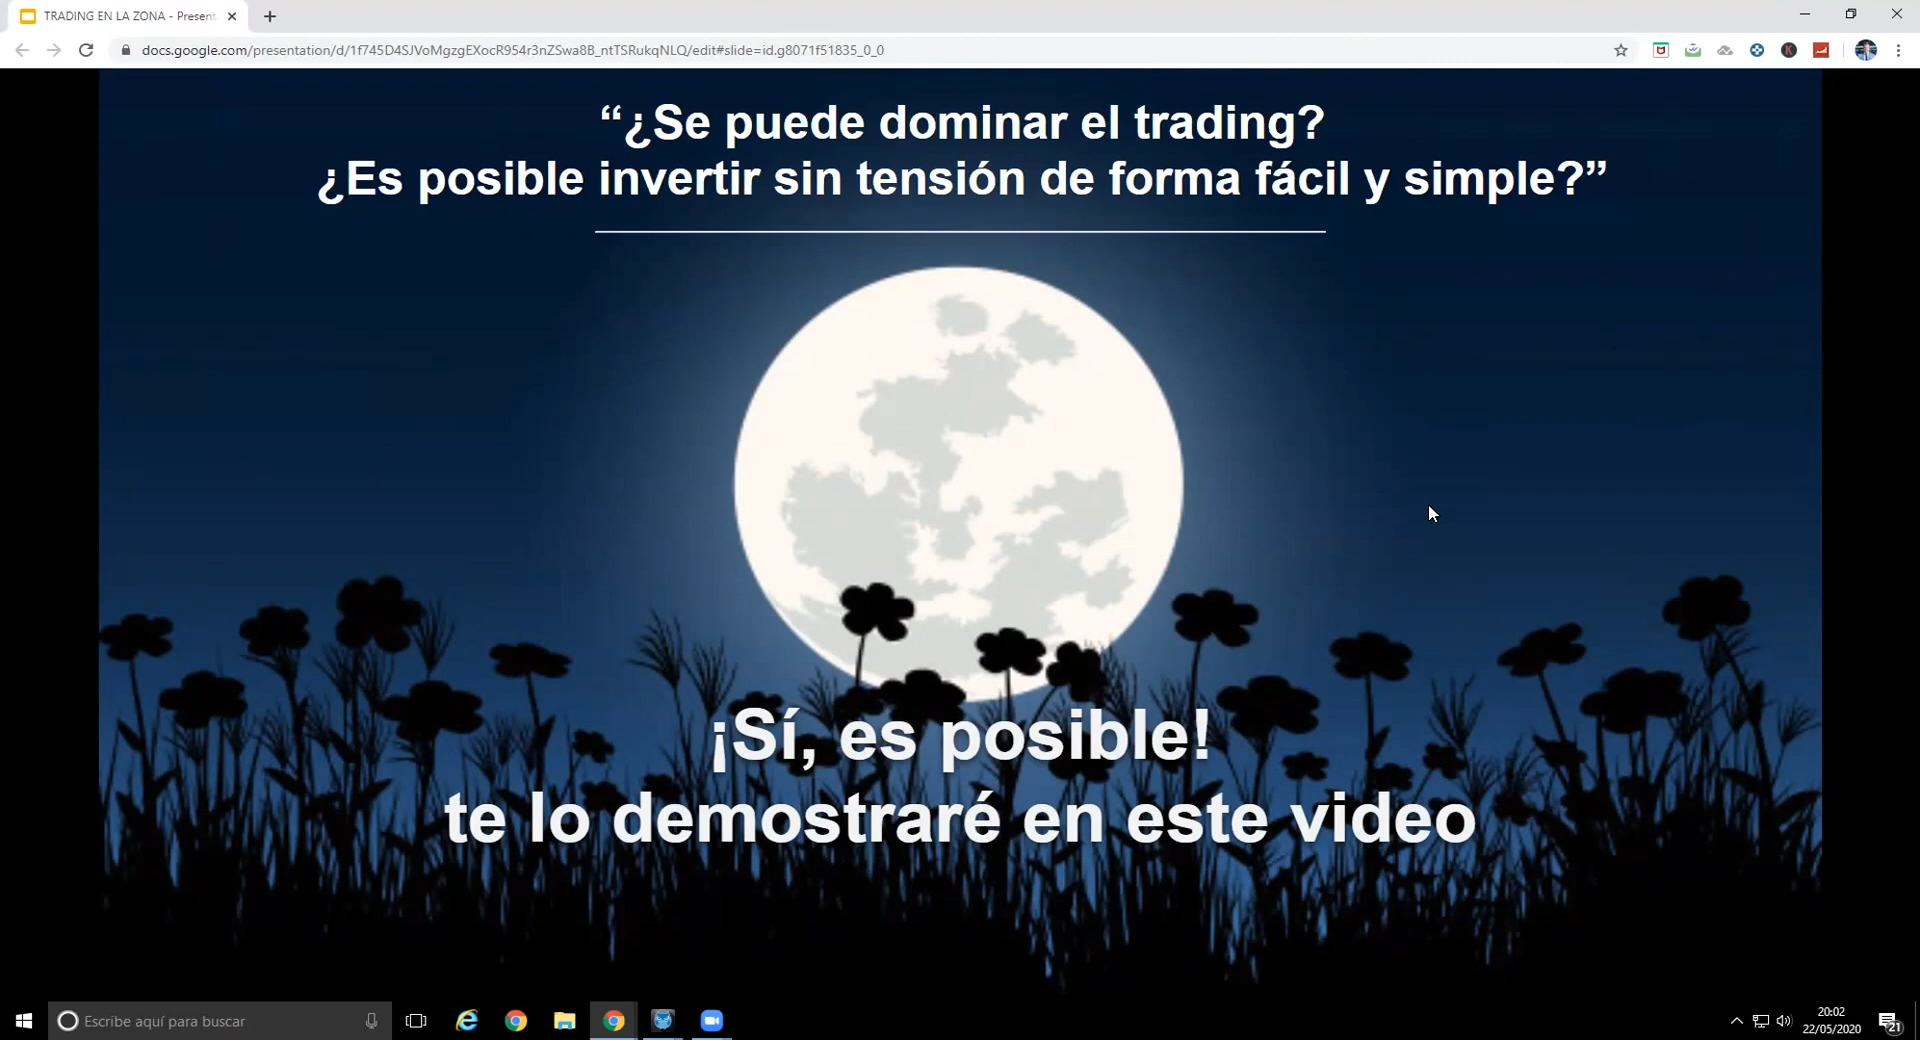 TRADING EN LA ZONA - Present
docs.google.com/presentation/d/1f745D4SJVoMgzgEXocR954r3nZSwa8B_ntTSRukqNLQ/edit#slide=id.g8071f51835_0_0
“¿Se puede dominar el trading?
¿Es posible invertir sin tensión de forma fácil y simple?”
¡Sí, es posible!
te lo demostraré en este video
Escribe aquí para buscar
20:02
22/05/2020
21